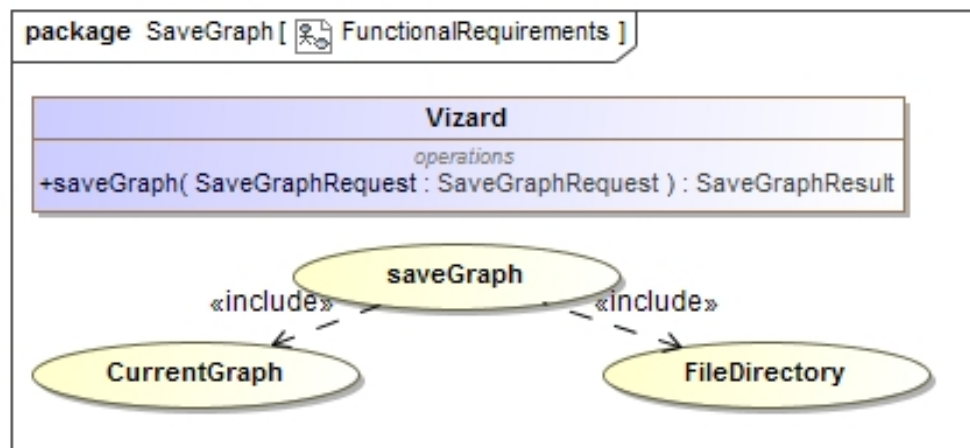 package SaveGraph [ FunctionalRequirements ]
Vizard
operations
+saveGraph( SaveGraphRequest : SaveGraphRequest ) : SaveGraphResult
saveGraph
«include» «include»
CurrentGraph FileDirectory